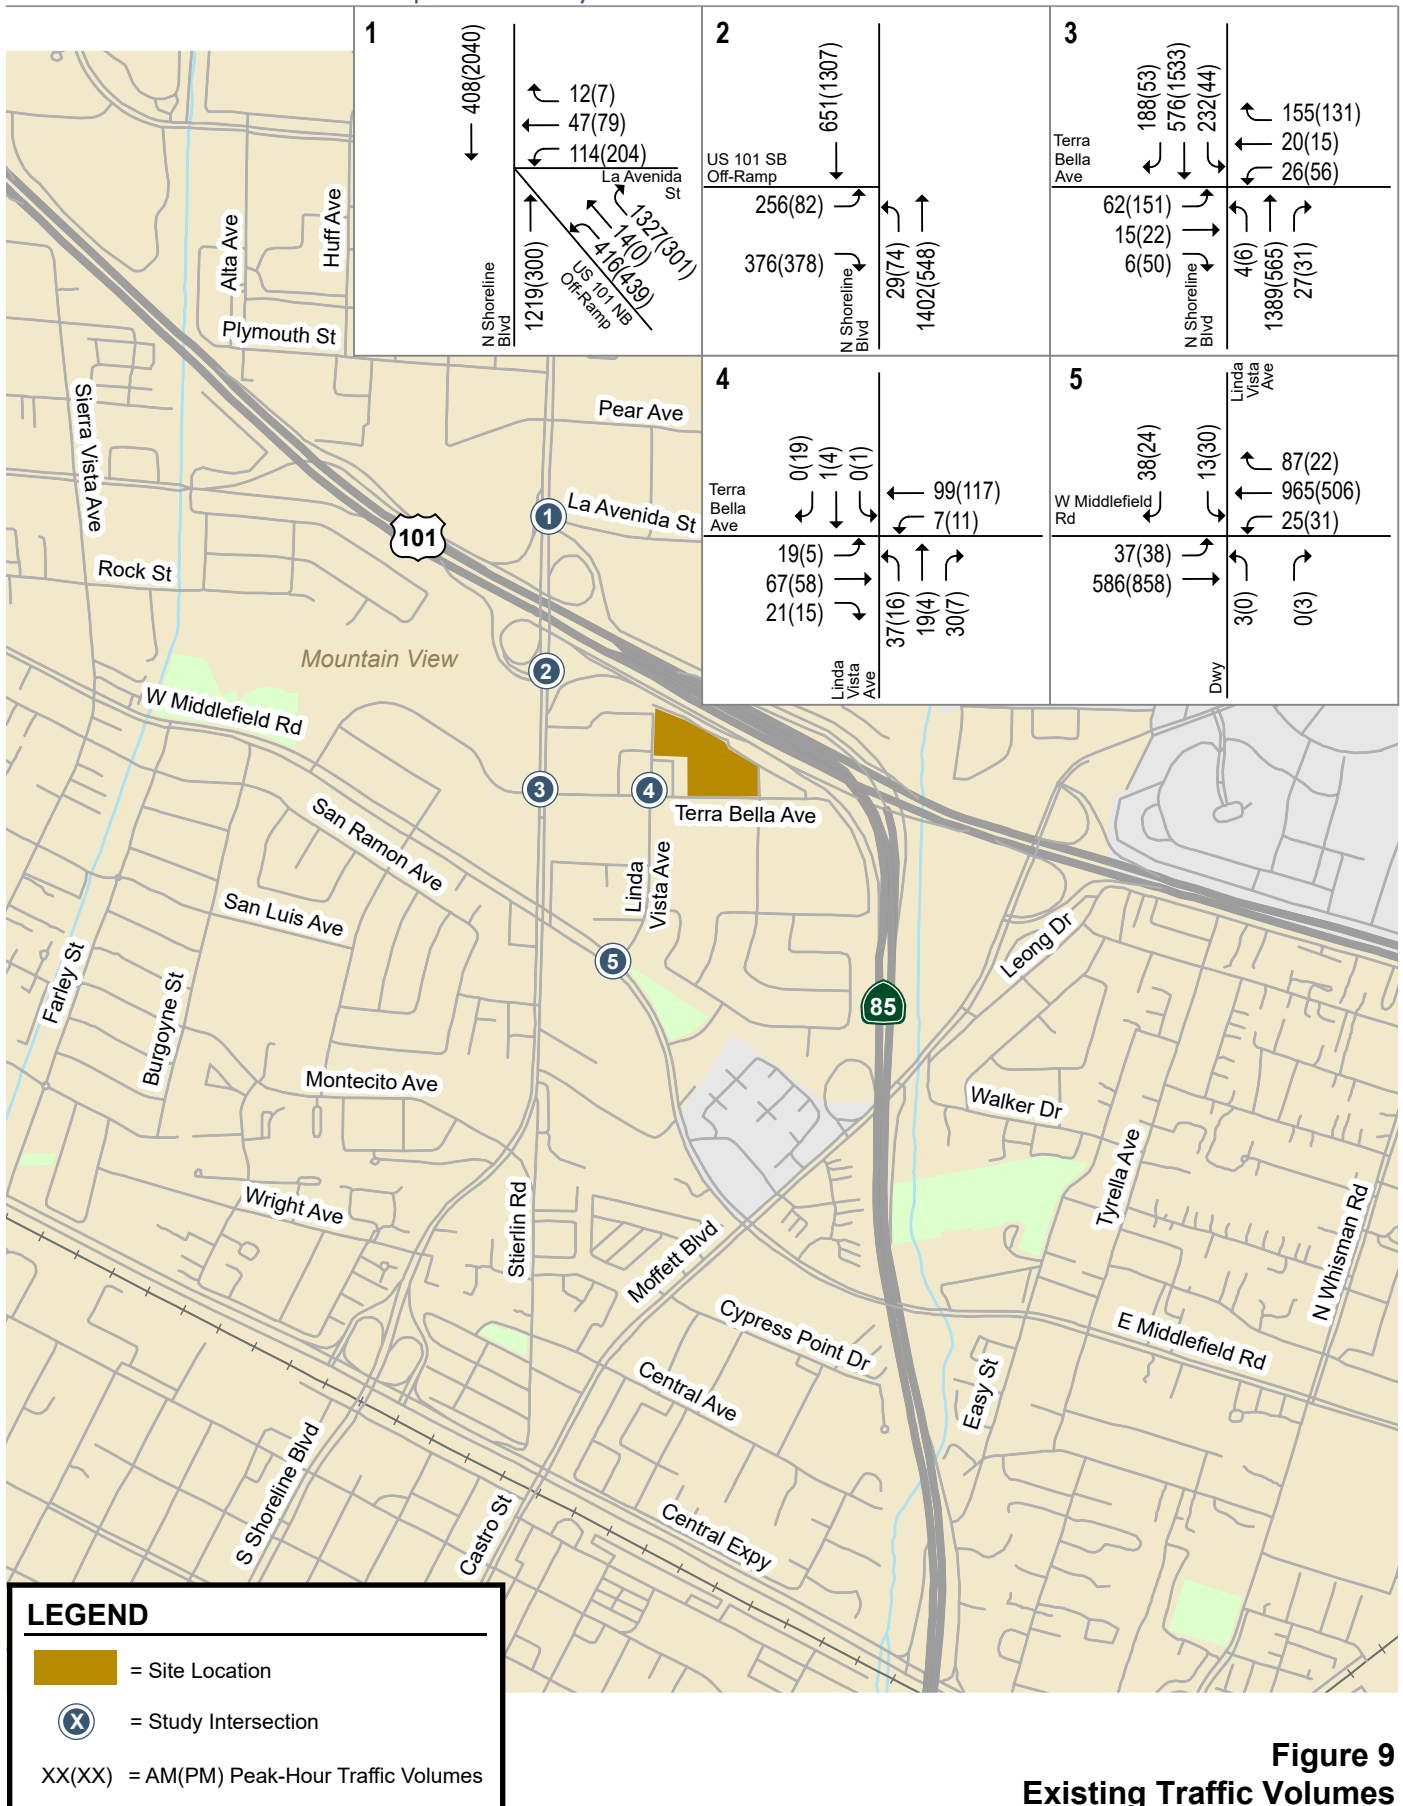 1
408(2040)
12(7)
47(79)
114(204)
La Avenida
St
1327(301)
14(0)
416(439)
US 101 NB
Off-Ramp
1219(300)
N Shoreline
Blvd
2
651(1307)
US 101 SB
Off-Ramp
256(82)
376(378)
N Shoreline
Blvd
29(74)
1402(548)
3
188(53)
576(1533)
232(44)
Terra
Bella
Ave
155(131)
20(15)
26(56)
62(151)
15(22)
6(50)
N Shoreline
Blvd
4(6)
1389(565)
27(31)
4
0(19)
1(4)
0(1)
Terra
Bella
Ave
99(117)
7(11)
19(5)
67(58)
21(15)
Linda
Vista
Ave
37(16)
19(4)
30(7)
5
Linda
Vista
Ave
38(24)
13(30)
W Middlefield
Rd
87(22)
965(506)
25(31)
37(38)
586(858)
Dwy
3(0)
0(3)
Alta Ave
Huff Ave
Plymouth St
Sierra Vista Ave
Pear Ave
1
La Avenida St
101
Rock St
Mountain View
2
W Middlefield Rd
3
4
Terra Bella Ave
San Ramon Ave
Linda
Vista Ave
San Luis Ave
5
Leong Dr
Farley St
Burgoyne St
85
Montecito Ave
Walker Dr
Tyrella Ave
Wright Ave
Stierlin Rd
Moffett Blvd
N Whisman Rd
Cypress Point Dr
E Middlefield Rd
Central Ave
Easy St
S Shoreline Blvd
Castro St
Central Expy
LEGEND
= Site Location
X = Study Intersection
XX(XX) = AM(PM) Peak-Hour Traffic Volumes
Figure 9
Existing Traffic Volumes